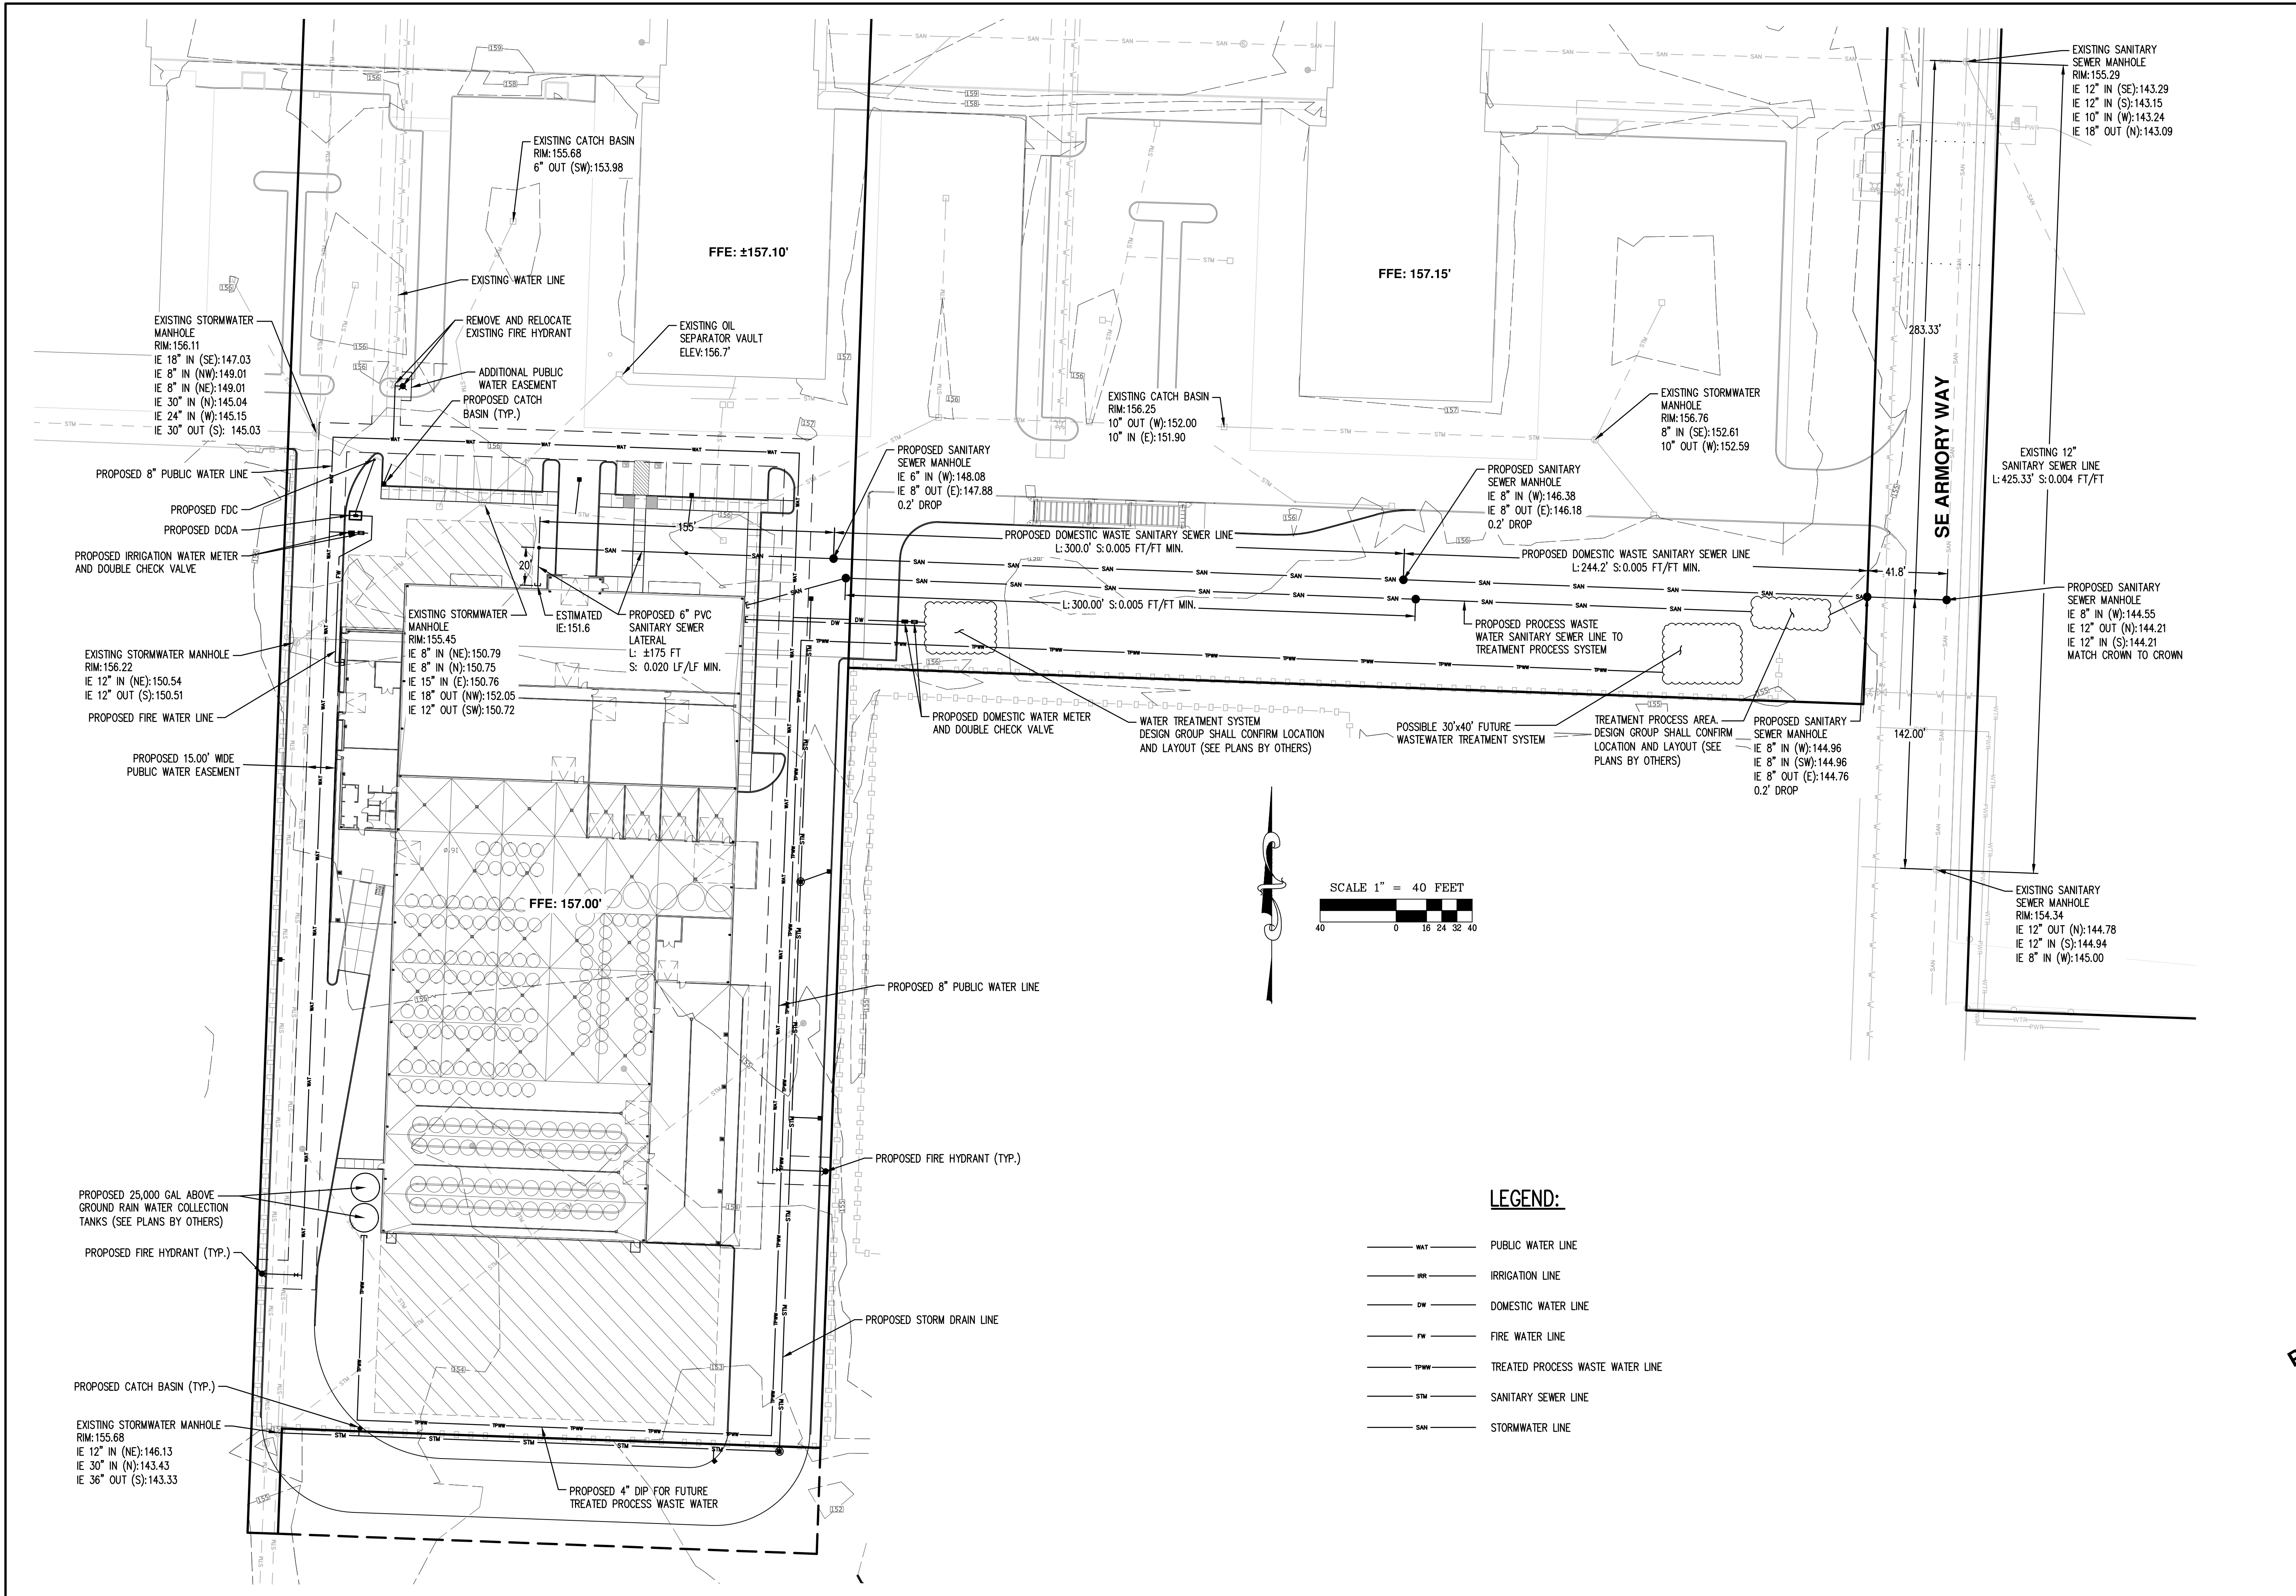 EXISTING SANITARY
SEWER MANHOLE
RIM:155.29
IE 12" IN (SE):143.29
IE 12" IN (S):143.15
IE 10" IN (W):143.24
IE 18" OUT (N):143.09
EXISTING CATCH BASIN
RIM:155.68
6" OUT (SW):153.98
FFE: ±157.10'
FFE: 157.15'
EXISTING WATER LINE
EXISTING STORMWATER
MANHOLE
RIM:156.11
IE 18" IN (SE):147.03
IE 8" IN (NW):149.01
IE 8" IN (NE):149.01
IE 30" IN (N):145.04
IE 24" IN (W):145.15
IE 30" OUT (S): 145.03
REMOVE AND RELOCATE
EXISTING FIRE HYDRANT
EXISTING OIL
SEPARATOR VAULT
ELEV:156.7'
283.33'
ADDITIONAL PUBLIC
WATER EASEMENT
PROPOSED CATCH
BASIN (TYP.)
EXISTING CATCH BASIN
RIM:156.25
10" OUT (W):152.00
10" IN (E):151.90
EXISTING STORMWATER
MANHOLE
RIM:156.76
8" IN (SE):152.61
10" OUT (W):152.59
SE ARMORY WAY
EXISTING 12"
SANITARY SEWER LINE
L:425.33' S:0.004 FT/FT
PROPOSED SANITARY
SEWER MANHOLE
IE 6" IN (W):148.08
IE 8" OUT (E):147.88
0.2' DROP
PROPOSED SANITARY
SEWER MANHOLE
IE 8" IN (W):146.38
IE 8" OUT (E):146.18
0.2' DROP
PROPOSED 8" PUBLIC WATER LINE
PROPOSED FDC
PROPOSED DCDA
PROPOSED IRRIGATION WATER METER
AND DOUBLE CHECK VALVE
155'
20'
PROPOSED DOMESTIC WASTE SANITARY SEWER LINE
L:300.0' S:0.005 FT/FT MIN.
PROPOSED DOMESTIC WASTE SANITARY SEWER LINE
L:244.2' S:0.005 FT/FT MIN.
41.8'
L:300.00' S:0.005 FT/FT MIN.
PROPOSED SANITARY
SEWER MANHOLE
IE 8" IN (W):144.55
IE 12" OUT (N):144.21
IE 12" IN (S):144.21
MATCH CROWN TO CROWN
EXISTING STORMWATER
MANHOLE
RIM:155.45
IE 8" IN (NE):150.79
IE 8" IN (N):150.75
IE 15" IN (E):150.76
IE 18" OUT (NW):152.05
IE 12" OUT (SW):150.72
ESTIMATED
IE:151.6
PROPOSED 6" PVC
SANITARY SEWER
LATERAL
L: ±175 FT
S: 0.020 LF/LF MIN.
PROPOSED PROCESS WASTE
WATER SANITARY SEWER LINE TO
TREATMENT PROCESS SYSTEM
EXISTING STORMWATER MANHOLE
RIM:156.22
IE 12" IN (NE):150.54
IE 12" OUT (S):150.51
PROPOSED FIRE WATER LINE
PROPOSED 15.00' WIDE
PUBLIC WATER EASEMENT
PROPOSED DOMESTIC WATER METER
AND DOUBLE CHECK VALVE
WATER TREATMENT SYSTEM
DESIGN GROUP SHALL CONFIRM LOCATION
AND LAYOUT (SEE PLANS BY OTHERS)
POSSIBLE 30'x40' FUTURE
WASTEWATER TREATMENT SYSTEM
TREATMENT PROCESS AREA.
DESIGN GROUP SHALL CONFIRM
LOCATION AND LAYOUT (SEE
PLANS BY OTHERS)
PROPOSED SANITARY
SEWER MANHOLE
IE 8" IN (W):144.96
IE 8" IN (SW):144.96
IE 8" OUT (E):144.76
0.2' DROP
142.00'
FFE: 157.00'
SCALE 1" = 40 FEET
40 0 16 24 32 40
EXISTING SANITARY
SEWER MANHOLE
RIM:154.34
IE 12" OUT (N):144.78
IE 12" IN (S):144.94
IE 8" IN (W):145.00
PROPOSED 8" PUBLIC WATER LINE
PROPOSED FIRE HYDRANT (TYP.)
PROPOSED 25,000 GAL ABOVE
GROUND RAIN WATER COLLECTION
TANKS (SEE PLANS BY OTHERS)
PROPOSED FIRE HYDRANT (TYP.)
PROPOSED STORM DRAIN LINE
PROPOSED CATCH BASIN (TYP.)
EXISTING STORMWATER MANHOLE
RIM:155.68
IE 12" IN (NE):146.13
IE 30" IN (N):143.43
IE 36" OUT (S):143.33
PROPOSED 4" DIP FOR FUTURE
TREATED PROCESS WASTE WATER
LEGEND:
WAT PUBLIC WATER LINE
IRR IRRIGATION LINE
DW DOMESTIC WATER LINE
FW FIRE WATER LINE
TPWW TREATED PROCESS WASTE WATER LINE
STM SANITARY SEWER LINE
SAN STORMWATER LINE